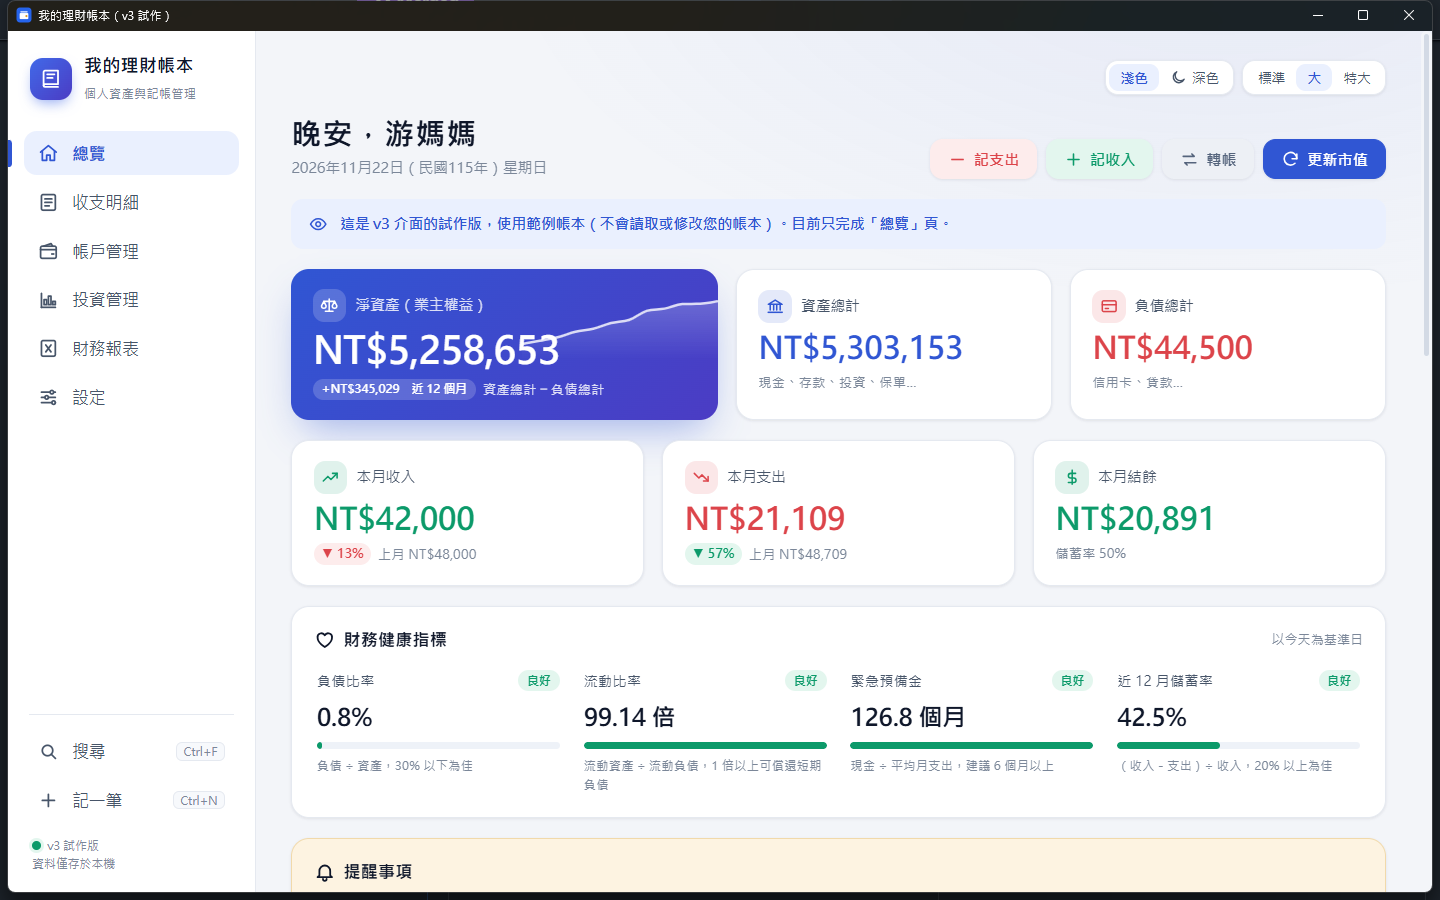 我的理財帳本（v3 試作）
我的理財帳本
個人資產與記帳管理
總覽
收支明細
帳戶管理
投資管理
財務報表
設定
搜尋 Ctrl+F
記一筆 Ctrl+N
v3 試作版
資料僅存於本機
淺色 深色 標準 大 特大
晚安，游媽媽
2026年11月22日（民國115年）星期日
記支出 記收入 轉帳 更新市值
這是 v3 介面的試作版，使用範例帳本（不會讀取或修改您的帳本）。目前只完成「總覽」頁。
淨資產（業主權益）
NT$5,258,653
+NT$345,029 近 12 個月 資產總計 − 負債總計
資產總計
NT$5,303,153
現金、存款、投資、保單…
負債總計
NT$44,500
信用卡、貸款…
本月收入
NT$42,000
▼ 13% 上月 NT$48,000
本月支出
NT$21,109
▼ 57% 上月 NT$48,709
本月結餘
NT$20,891
儲蓄率 50%
財務健康指標 以今天為基準日
負債比率 良好
0.8%
負債 ÷ 資產，30% 以下為佳
流動比率 良好
99.14 倍
流動資產 ÷ 流動負債，1 倍以上可償還短期
負債
緊急預備金 良好
126.8 個月
現金 ÷ 平均月支出，建議 6 個月以上
近 12 月儲蓄率 良好
42.5%
（收入 - 支出）÷ 收入，20% 以上為佳
提醒事項